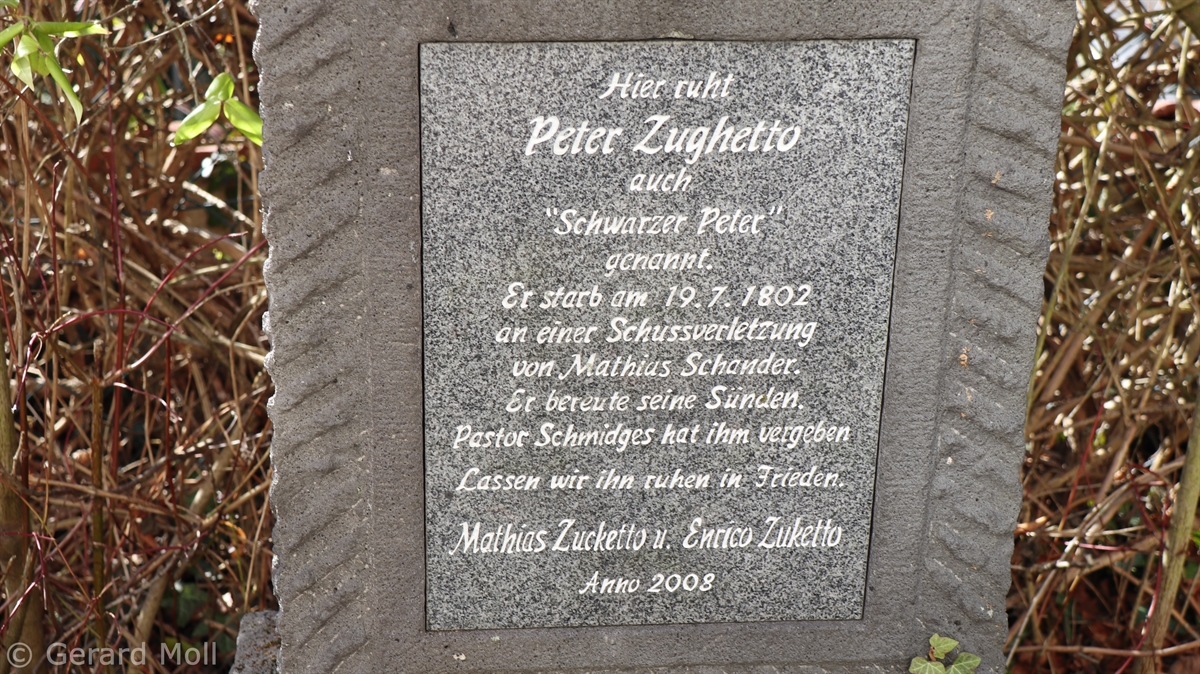 Hier ruht
Peter Zughetto
auch
"Schwarzer Peter"
genannt.
Er starb am 19.7.1802
an einer Schussverletzung
von Mathias Schander.
Er bereute seine Sünden.
Pastor Schmidges hat ihm vergeben
Lassen wir ihn ruhen in Frieden.
Mathias Zucketto u. Enrico Zuketto
Anno 2008
© Gerard Moll